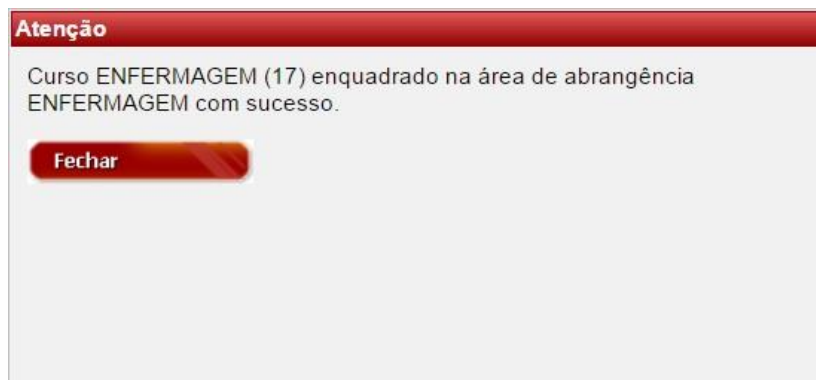 Atenção
Curso ENFERMAGEM (17) enquadrado na área de abrangência
ENFERMAGEM com sucesso.
Fechar